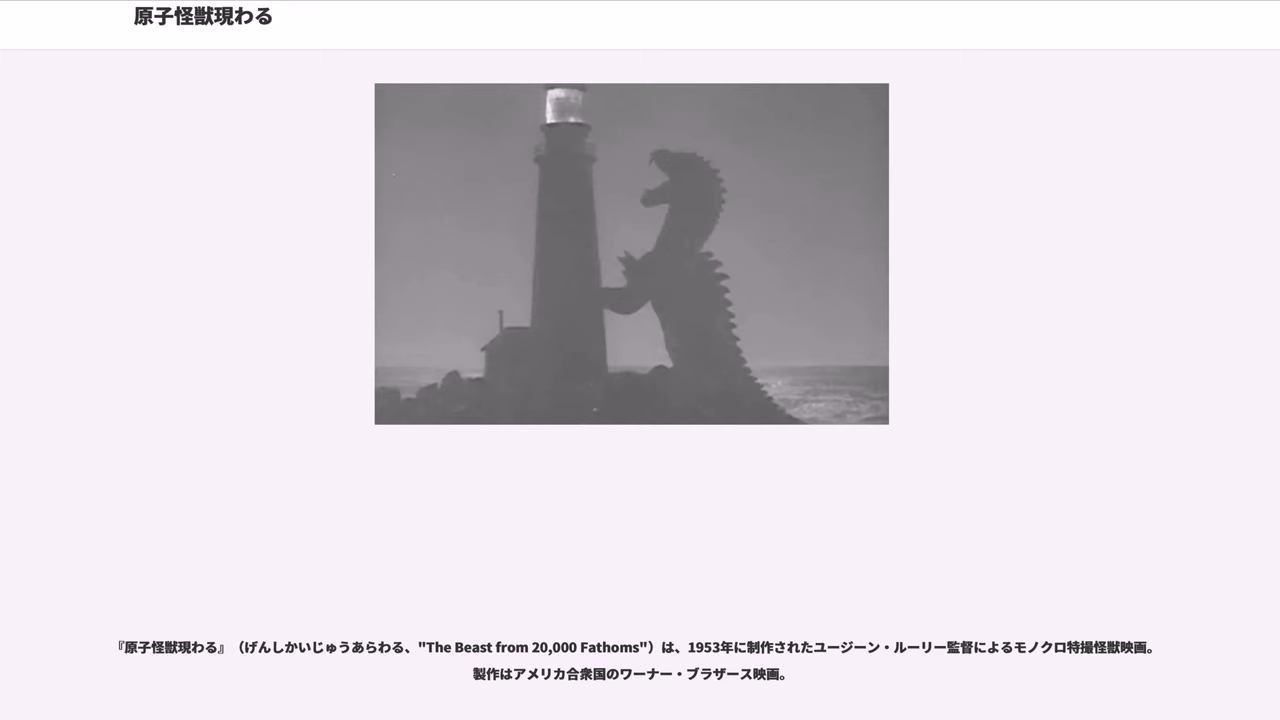 原子怪獣現わる
『原子怪獣現わる』（げんしかいじゅうあらわる、"The Beast from 20,000 Fathoms"）は、1953年に制作されたユージーン・ルーリー監督によるモノクロ特撮怪獣映画。
製作はアメリカ合衆国のワーナー・ブラザース映画。